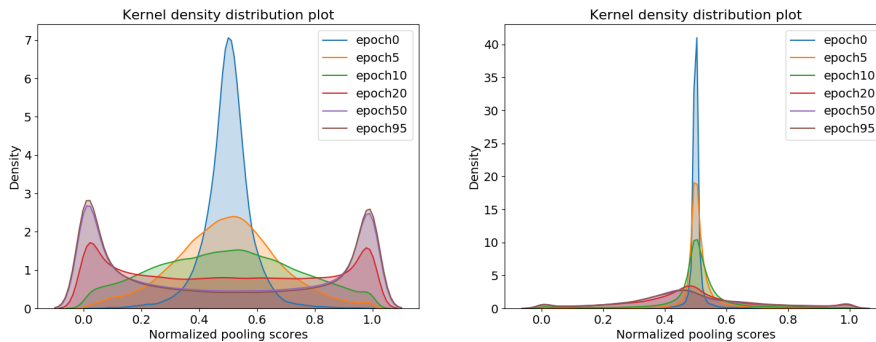 Kernel density distribution plot
7
6
5
4
3
2
1
0
Density
epoch0
epoch5
epoch10
epoch20
epoch50
epoch95
0.0 0.2 0.4 0.6 0.8 1.0
Normalized pooling scores
Kernel density distribution plot
40
35
30
25
20
15
10
5
0
Density
epoch0
epoch5
epoch10
epoch20
epoch50
epoch95
0.0 0.2 0.4 0.6 0.8 1.0
Normalized pooling scores